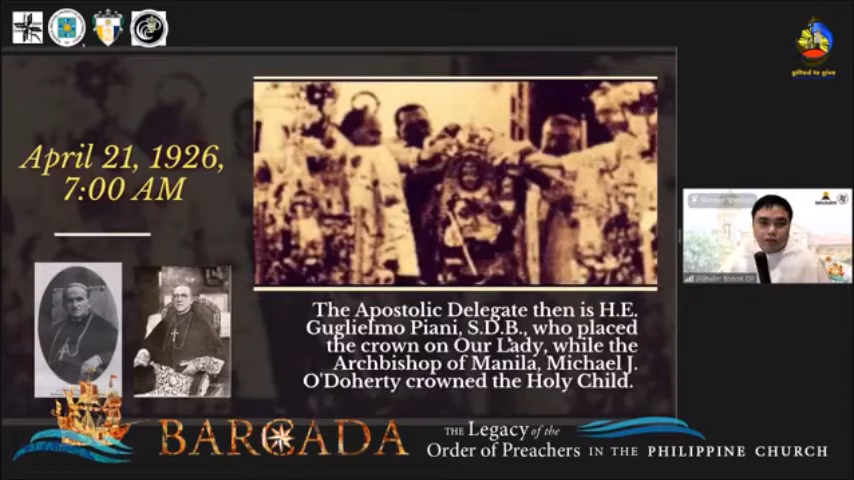 gifted to give
April 21, 1926,
7:00 AM
The Apostolic Delegate then is H.E.
Guglielmo Piani, S.D.B., who placed
the crown on Our Lady, while the
Archbishop of Manila, Michael J.
O'Doherty crowned the Holy Child.
BARCADA
THE Legacy of the
Order of Preachers IN THE PHILIPPINE CHURCH